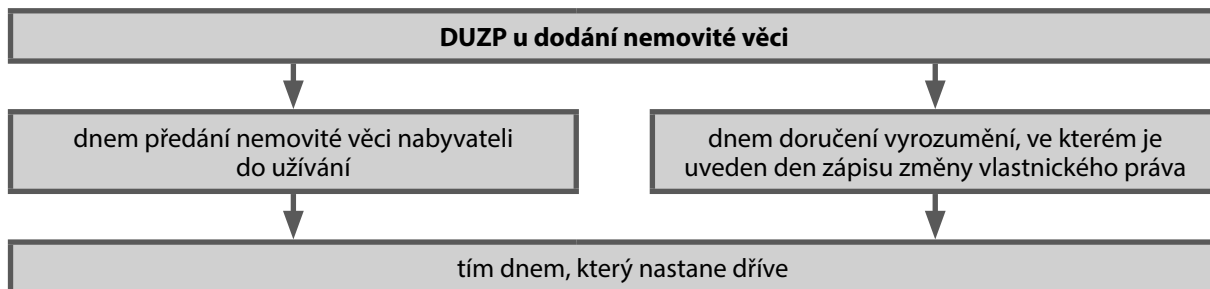 DUZP u dodání nemovité věci
dnem předání nemovité věci nabyvateli
do užívání
dnem doručení vyrozumění, ve kterém je
uveden den zápisu změny vlastnického práva
tím dnem, který nastane dříve